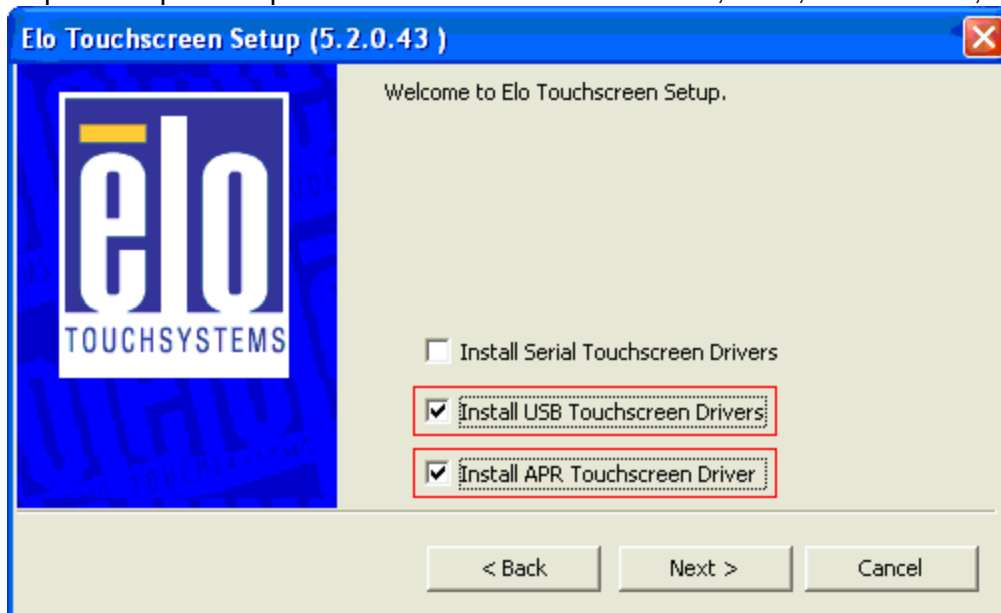 Elo Touchscreen Setup (5.2.0.43 )
Welcome to Elo Touchscreen Setup.
ēlo
TOUCHSYSTEMS
Install Serial Touchscreen Drivers
Install USB Touchscreen Drivers
Install APR Touchscreen Driver
< Back
Next >
Cancel